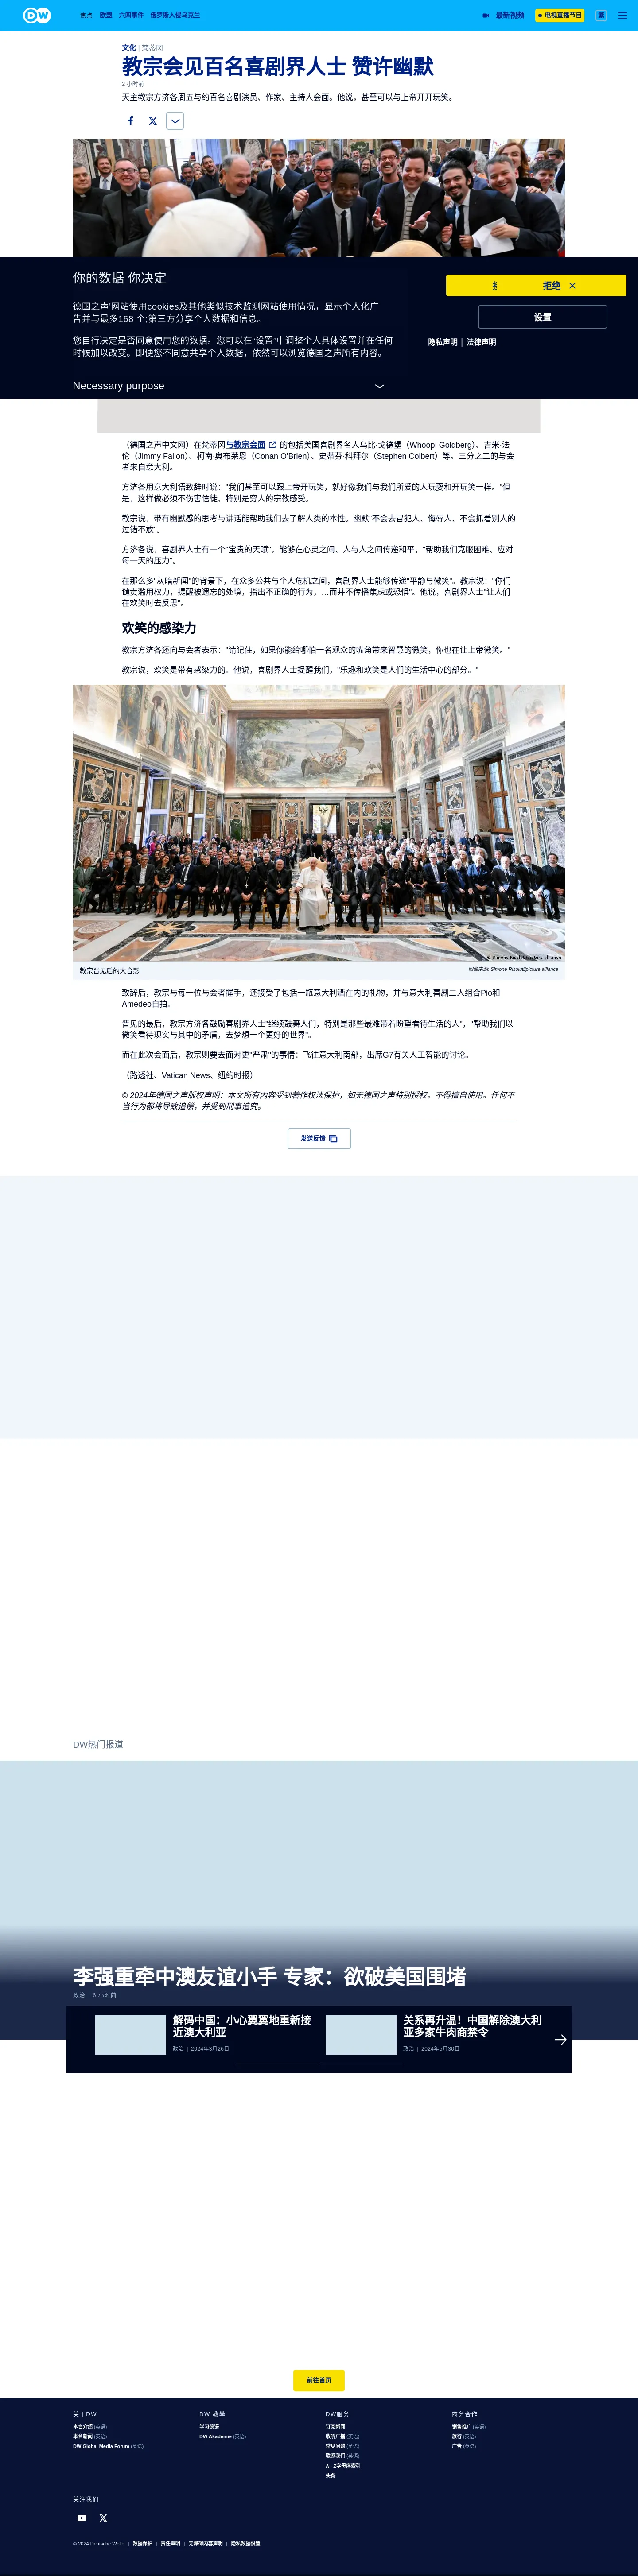 DW
焦点 欧盟 六四事件 俄罗斯入侵乌克兰 最新视频 电视直播节目 繁
文化 | 梵蒂冈
教宗会见百名喜剧界人士 赞许幽默
2 小时前
天主教宗方济各周五与约百名喜剧演员、作家、主持人会面。他说，甚至可以与上帝开开玩笑。
你的数据 你决定
德国之声'网站使用cookies及其他类似技术监测网站使用情况，显示个人化广
告并与最多168 个;第三方分享个人数据和信息。
您自行决定是否同意使用您的数据。您可以在"设置"中调整个人具体设置并在任何
时候加以改变。即便您不同意共享个人数据，依然可以浏览德国之声所有内容。
Necessary purpose
拒绝
设置
隐私声明 | 法律声明
（德国之声中文网）在梵蒂冈与教宗会面 的包括美国喜剧界名人乌比·戈德堡（Whoopi Goldberg）、吉米·法
伦（Jimmy Fallon）、柯南·奥布莱恩（Conan O'Brien）、史蒂芬·科拜尔（Stephen Colbert）等。三分之二的与会
者来自意大利。
方济各用意大利语致辞时说："我们甚至可以跟上帝开玩笑，就好像我们与我们所爱的人玩耍和开玩笑一样。"但
是，这样做必须不伤害信徒、特别是穷人的宗教感受。
教宗说，带有幽默感的思考与讲话能帮助我们去了解人类的本性。幽默"不会去冒犯人、侮辱人、不会抓着别人的
过错不放"。
方济各说，喜剧界人士有一个"宝贵的天赋"，能够在心灵之间、人与人之间传递和平，"帮助我们克服困难、应对
每一天的压力"。
在那么多"灰暗新闻"的背景下，在众多公共与个人危机之间，喜剧界人士能够传递"平静与微笑"。教宗说："你们
谴责滥用权力，提醒被遗忘的处境，指出不正确的行为，…而并不传播焦虑或恐惧"。他说，喜剧界人士"让人们
在欢笑时去反思"。
欢笑的感染力
教宗方济各还向与会者表示："请记住，如果你能给哪怕一名观众的嘴角带来智慧的微笑，你也在让上帝微笑。"
教宗说，欢笑是带有感染力的。他说，喜剧界人士提醒我们，"乐趣和欢笑是人们的生活中心的部分。"
© Simone Risoluti/picture alliance
教宗善见后的大合影
图像来源: Simone Risoluti/picture alliance
致辞后，教宗与每一位与会者握手，还接受了包括一瓶意大利酒在内的礼物，并与意大利喜剧二人组合Pio和
Amedeo自拍。
晋见的最后，教宗方济各鼓励喜剧界人士"继续鼓舞人们，特别是那些最难带着盼望看待生活的人"，"帮助我们以
微笑看待现实与其中的矛盾，去梦想一个更好的世界"。
而在此次会面后，教宗则要去面对更"严肃"的事情：飞往意大利南部，出席G7有关人工智能的讨论。
（路透社、Vatican News、纽约时报）
© 2024年德国之声版权声明：本文所有内容受到著作权法保护，如无德国之声特别授权，不得擅自使用。任何不
当行为都将导致追偿，并受到刑事追究。
发送反馈
DW热门报道
李强重牵中澳友谊小手 专家：欲破美国围堵
政治 | 6 小时前
解码中国：小心翼翼地重新接
近澳大利亚
政治 | 2024年3月26日
关系再升温！中国解除澳大利
亚多家牛肉商禁令
政治 | 2024年5月30日
前往首页
关于DW
本台介绍 (英语)
本台新闻 (英语)
DW Global Media Forum (英语)
DW 教學
学习德语
DW Akademie (英语)
DW服务
订阅新闻
收听广播 (英语)
常见问题 (英语)
联系我们 (英语)
A - Z字母序索引
头条
商务合作
销售推广 (英语)
旅行 (英语)
广告 (英语)
关注我们
© 2024 Deutsche Welle | 数据保护 | 责任声明 | 无障碍内容声明 | 隐私数据设置